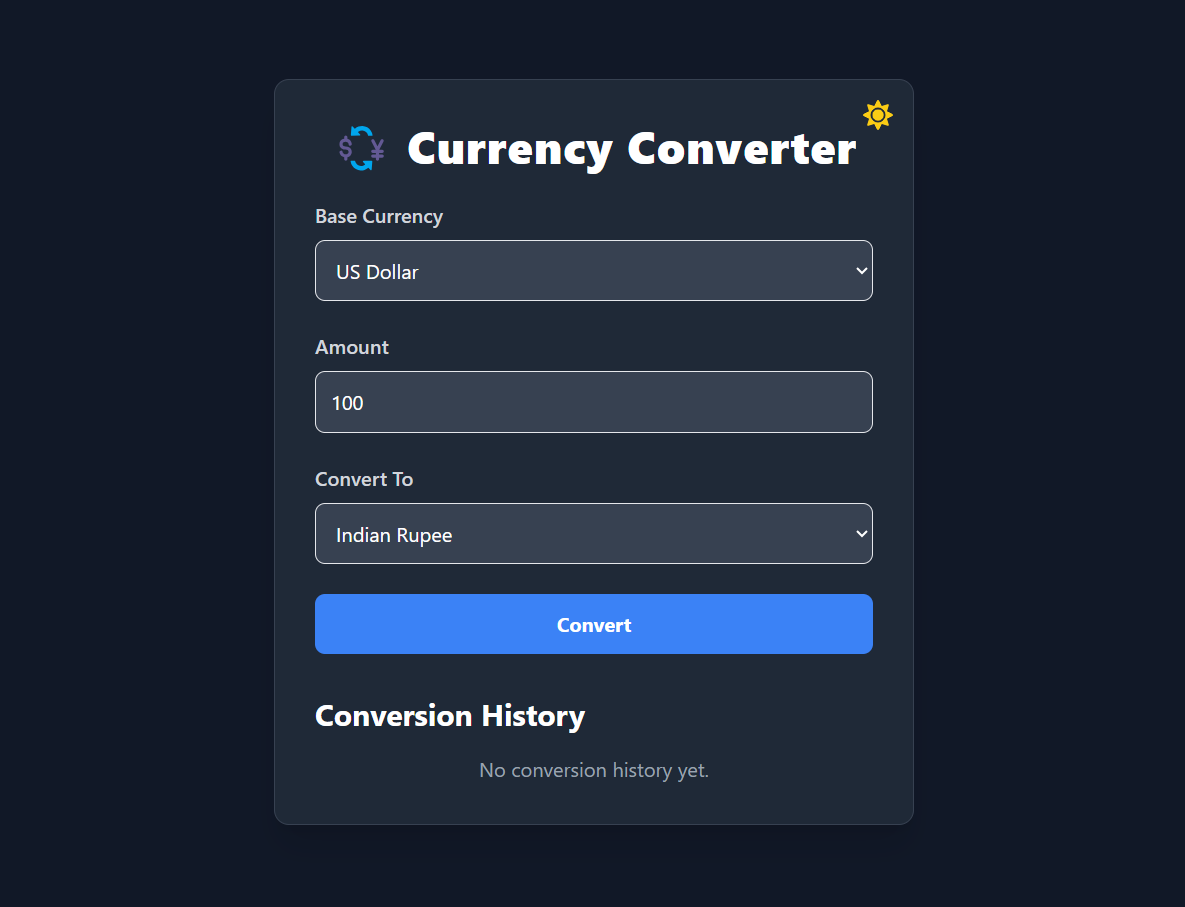 $ ¥ Currency Converter
Base Currency
US Dollar
Amount
100
Convert To
Indian Rupee
Convert
Conversion History
No conversion history yet.